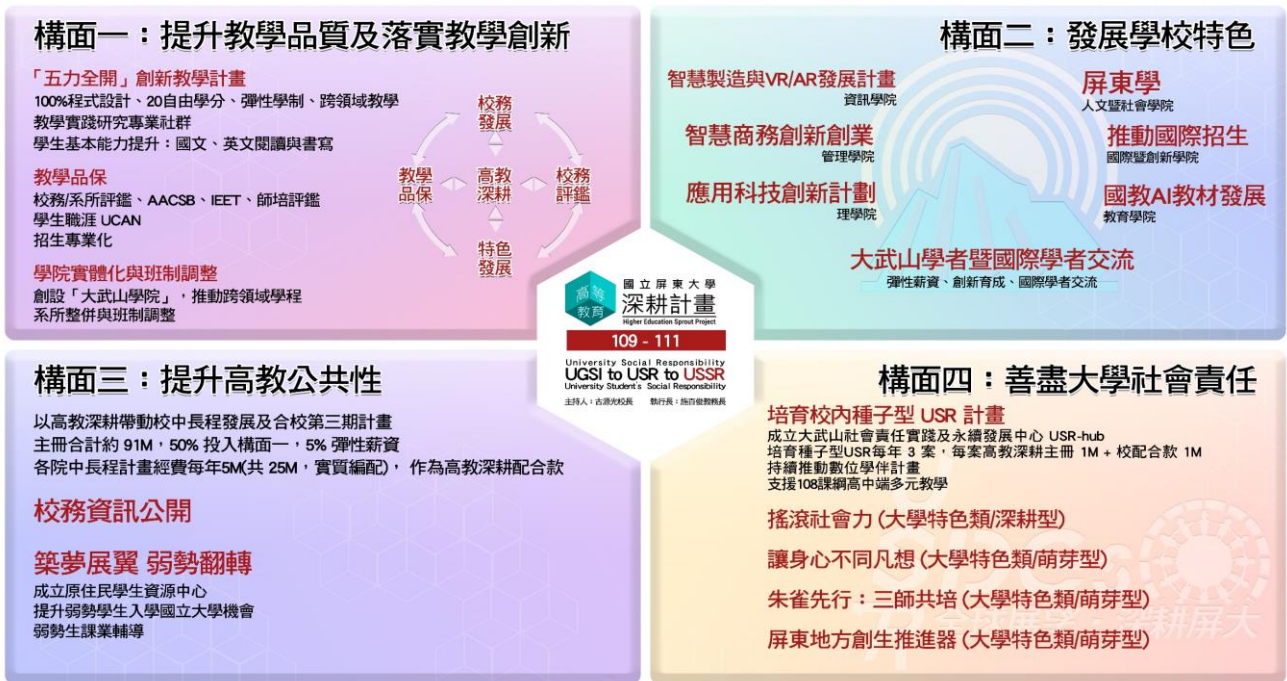 構面一：提升教學品質及落實教學創新
「五力全開」創新教學計畫
100%程式設計、20自由學分、彈性學制、跨領域教學
教學實踐研究專業社群
學生基本能力提升：國文、英文閱讀與書寫
教學品保
校務/系所評鑑、AACSB、IEET、師培評鑑
學生職涯 UCAN
招生專業化
學院實體化與班制調整
創設「大武山學院」，推動跨領域學程
系所整併與班制調整
校務
發展
教學
品保
高教
深耕
校務
評鑑
特色
發展
構面二：發展學校特色
智慧製造與VR/AR發展計畫
資訊學院
屏東學
人文暨社會學院
智慧商務創新創業
管理學院
推動國際招生
國際暨創新學院
應用科技創新計劃
理學院
國教AI教材發展
教育學院
大武山學者暨國際學者交流
彈性薪資、創新育成、國際學者交流
高等
教育
國立屏東大學
深耕計畫
Higher Education Sprout Project
109 - 111
University Social Responsibility
UGSI to USR to USSR
University Student's Social Responsibility
主持人：古源光校長 執行長：施百俊教務長
構面三：提升高教公共性
以高教深耕帶動校中長程發展及合校第三期計畫
主冊合計約 91M，50% 投入構面一，5% 彈性薪資
各院中長程計畫經費每年5M(共 25M，實質編配)， 作為高教深耕配合款
校務資訊公開
築夢展翼 弱勢翻轉
成立原住民學生資源中心
提升弱勢學生入學國立大學機會
弱勢生課業輔導
構面四：善盡大學社會責任
培育校內種子型 USR 計畫
成立大武山社會責任實踐及永續發展中心 USR-hub
培育種子型USR每年 3 案，每案高教深耕主冊 1M + 校配合款 1M
持續推動數位學伴計畫
支援108課綱高中端多元教學
搖滾社會力 (大學特色類/深耕型)
讓身心不同凡想 (大學特色類/萌芽型)
朱雀先行：三師共培 (大學特色類/萌芽型)
屏東地方創生推進器 (大學特色類/萌芽型)